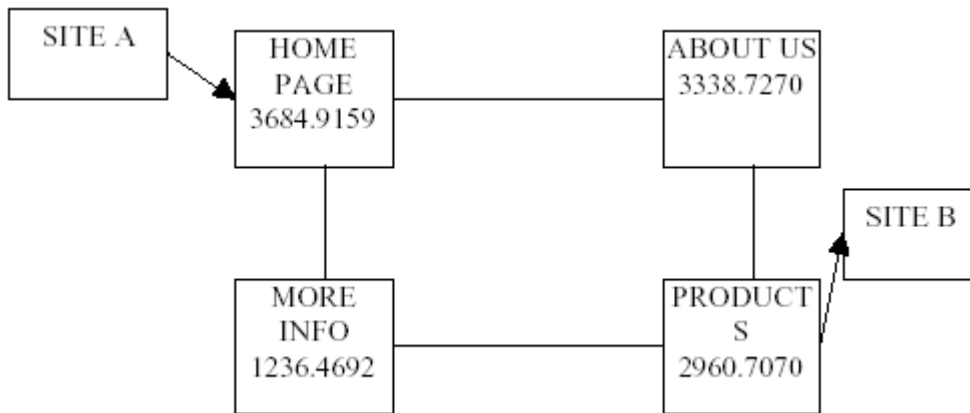 SITE A
HOME
PAGE
3684.9159
ABOUT US
3338.7270
SITE B
MORE
INFO
1236.4692
PRODUCT
S
2960.7070